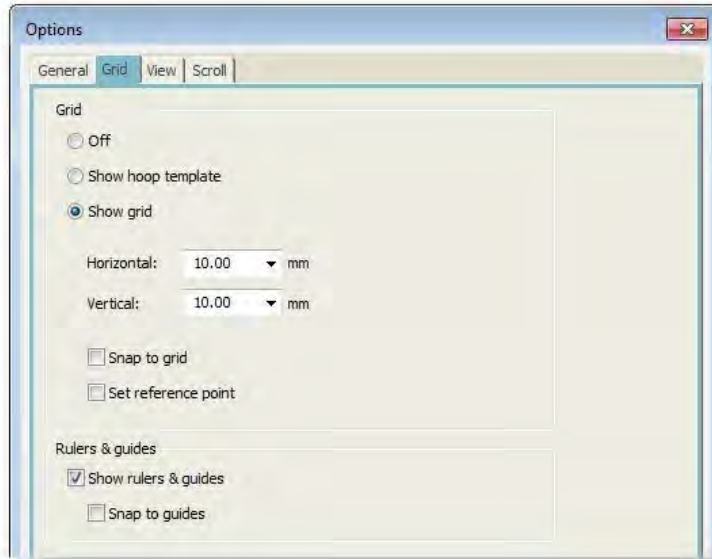 Options
General Grid View Scroll
Grid
Off
Show hoop template
Show grid
Horizontal: 10.00 mm
Vertical: 10.00 mm
Snap to grid
Set reference point
Rulers & guides
Show rulers & guides
Snap to guides